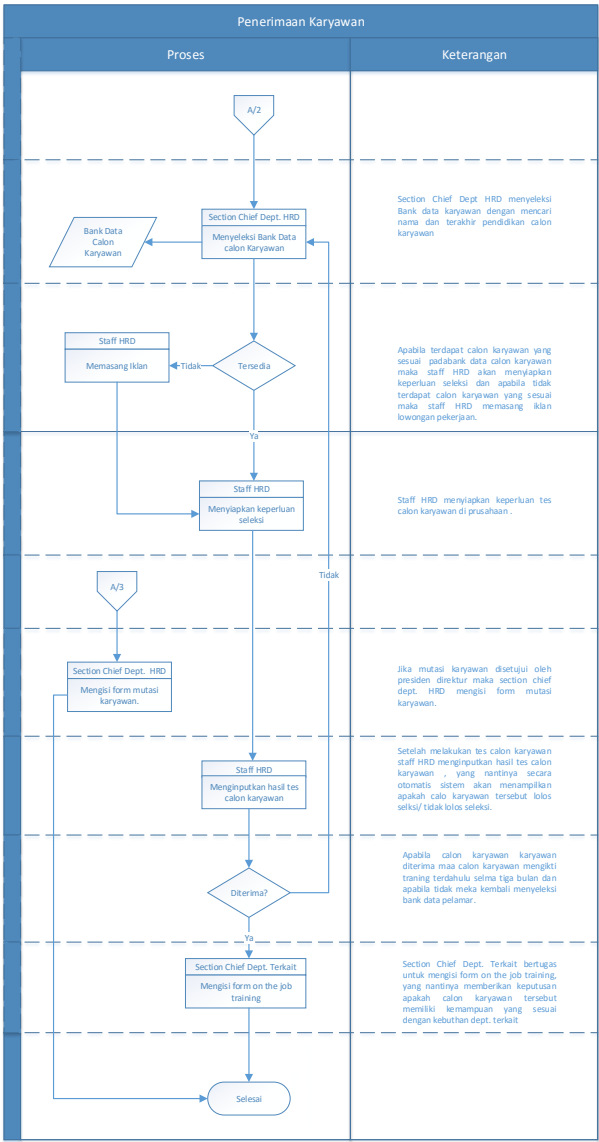 Penerimaan Karyawan
Proses
Keterangan
A/2
Section Chief Dept. HRD
Menyeleksi Bank Data
calon Karyawan
Bank Data
Calon
Karyawan
Section Chief Dept HRD menyeleksi
Bank data karyawan dengan mencari
nama dan terakhir pendidikan calon
karyawan
Staff HRD
Memasang Iklan
Tidak
Tersedia
Ya
Apabila terdapat calon karyawan yang
sesuai padabank data calon karyawan
maka staff HRD akan menyiapkan
keperluan seleksi dan apabila tidak
terdapat calon karyawan yang sesuai
maka staff HRD memasang iklan
lowongan pekerjaan.
Staff HRD
Menyiapkan keperluan
seleksi
Staff HRD menyiapkan keperluan tes
calon karyawan di prusahaan .
Tidak
A/3
Section Chief Dept. HRD
Mengisi form mutasi
karyawan.
Jika mutasi karyawan disetujui oleh
presiden direktur maka section chief
dept. HRD mengisi form mutasi
karyawan.
Staff HRD
Menginputkan hasil tes
calon karyawan
Setelah melakukan tes calon karyawan
staff HRD menginputkan hasil tes calon
karyawan , yang nantinya secara
otomatis sistem akan menampilkan
apakah calo karyawan tersebut lolos
selksi/ tidak lolos seleksi.
Diterima?
Ya
Apabila calon karyawan karyawan
diterima maa calon karyawan mengikti
traning terdahulu selma tiga bulan dan
apabila tidak meka kembali menyeleksi
bank data pelamar.
Section Chief Dept. Terkait
Mengisi form on the job
training
Section Chief Dept. Terkait bertugas
untuk mengisi form on the job training,
yang nantinya memberikan keputusan
apakah calon karyawan tersebut
memiliki kemampuan yang sesuai
dengan kebuthan dept. terkait
Selesai